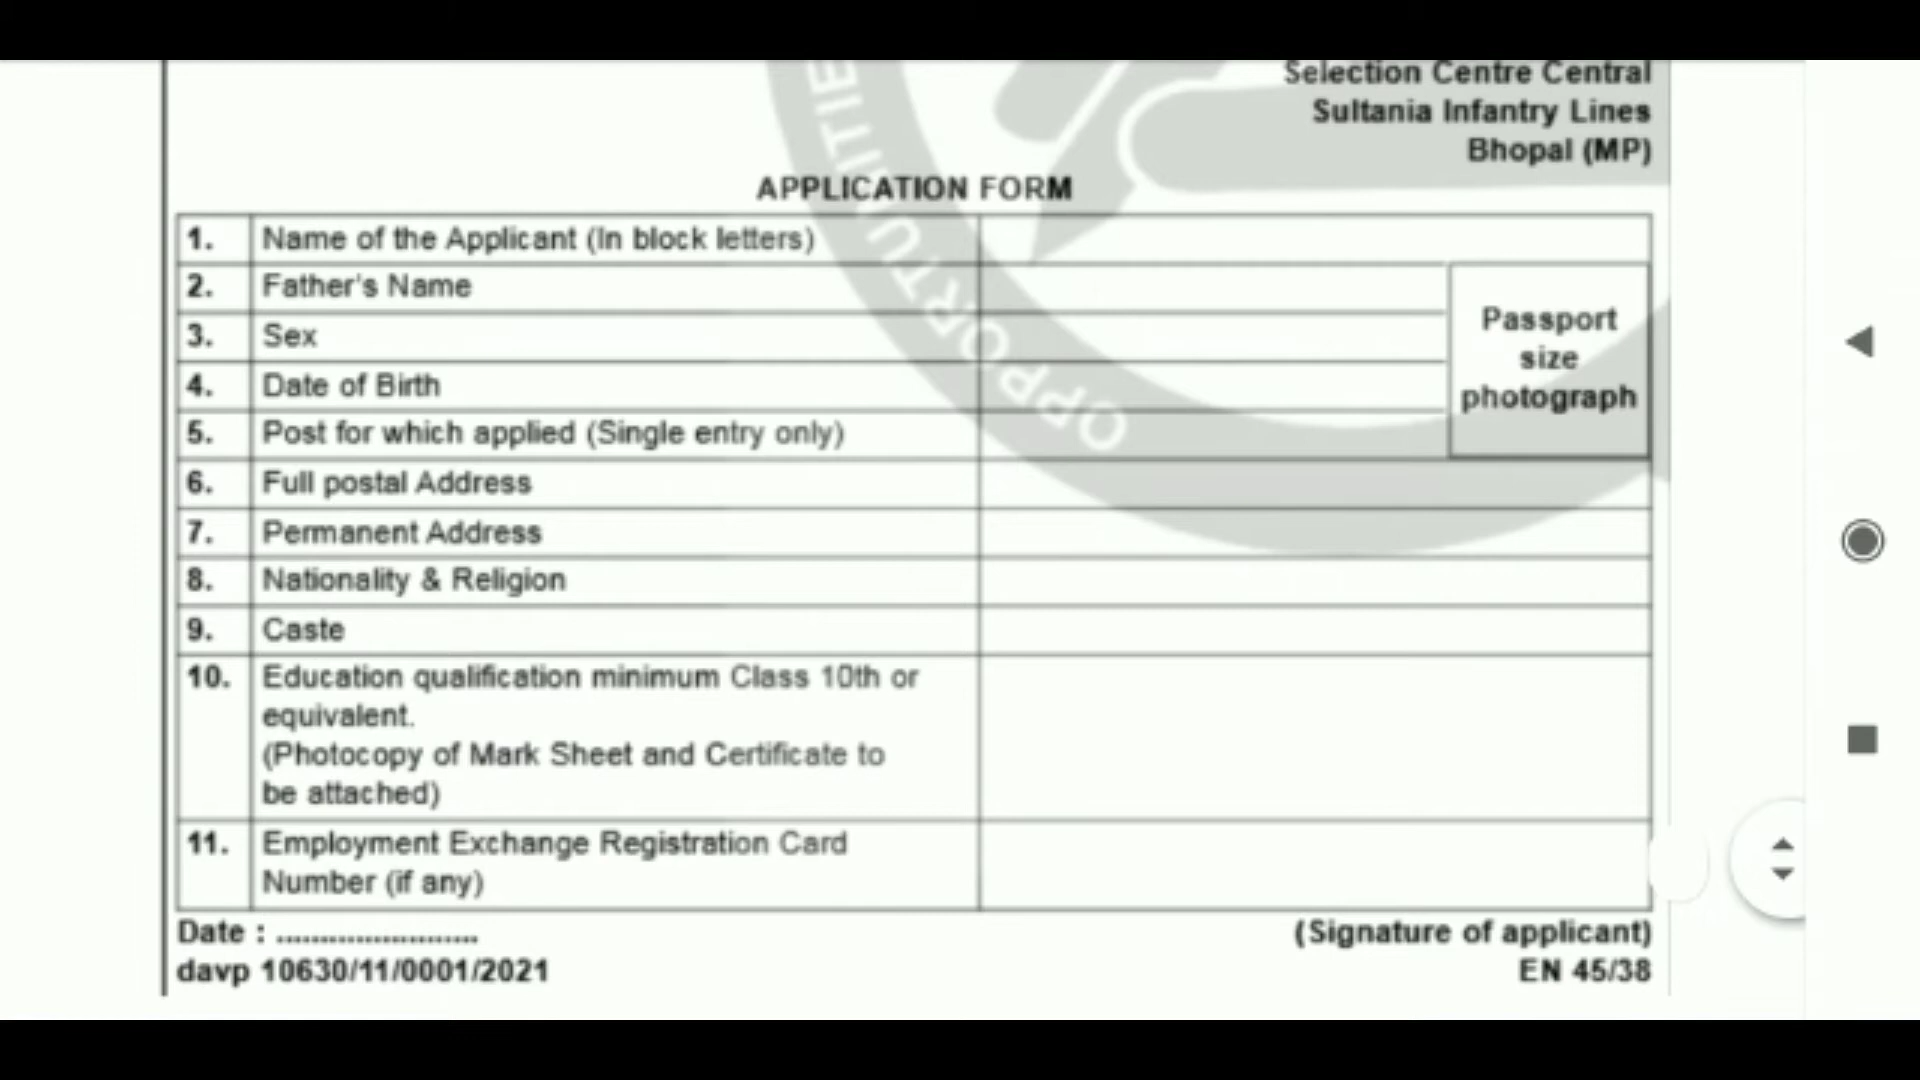 Selection Centre Central
Sultania Infantry Lines
Bhopal (MP)
APPLICATION FORM
1. Name of the Applicant (In block letters)
2. Father's Name
3. Sex
4. Date of Birth
5. Post for which applied (Single entry only)
Passport
size
photograph
6. Full postal Address
7. Permanent Address
8. Nationality & Religion
9. Caste
10. Education qualification minimum Class 10th or
equivalent.
(Photocopy of Mark Sheet and Certificate to
be attached)
11. Employment Exchange Registration Card
Number (if any)
Date : .......................
(Signature of applicant)
davp 10630/11/0001/2021
EN 45/38